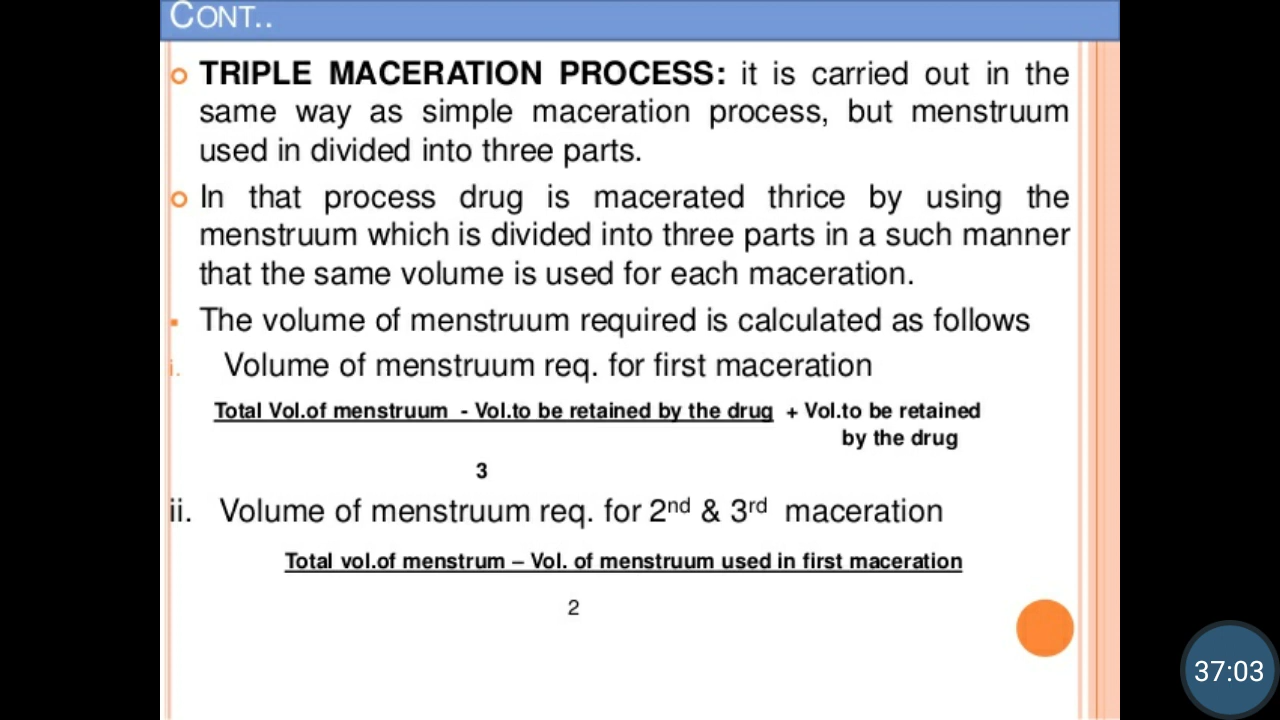 CONT..
TRIPLE MACERATION PROCESS: it is carried out in the
same way as simple maceration process, but menstruum
used in divided into three parts.
In that process drug is macerated thrice by using the
menstruum which is divided into three parts in a such manner
that the same volume is used for each maceration.
The volume of menstruum required is calculated as follows
i. Volume of menstruum req. for first maceration
Total Vol.of menstruum - Vol.to be retained by the drug + Vol.to be retained
by the drug
3
ii. Volume of menstruum req. for 2nd & 3rd maceration
Total vol.of menstrum – Vol. of menstruum used in first maceration
2
37:03